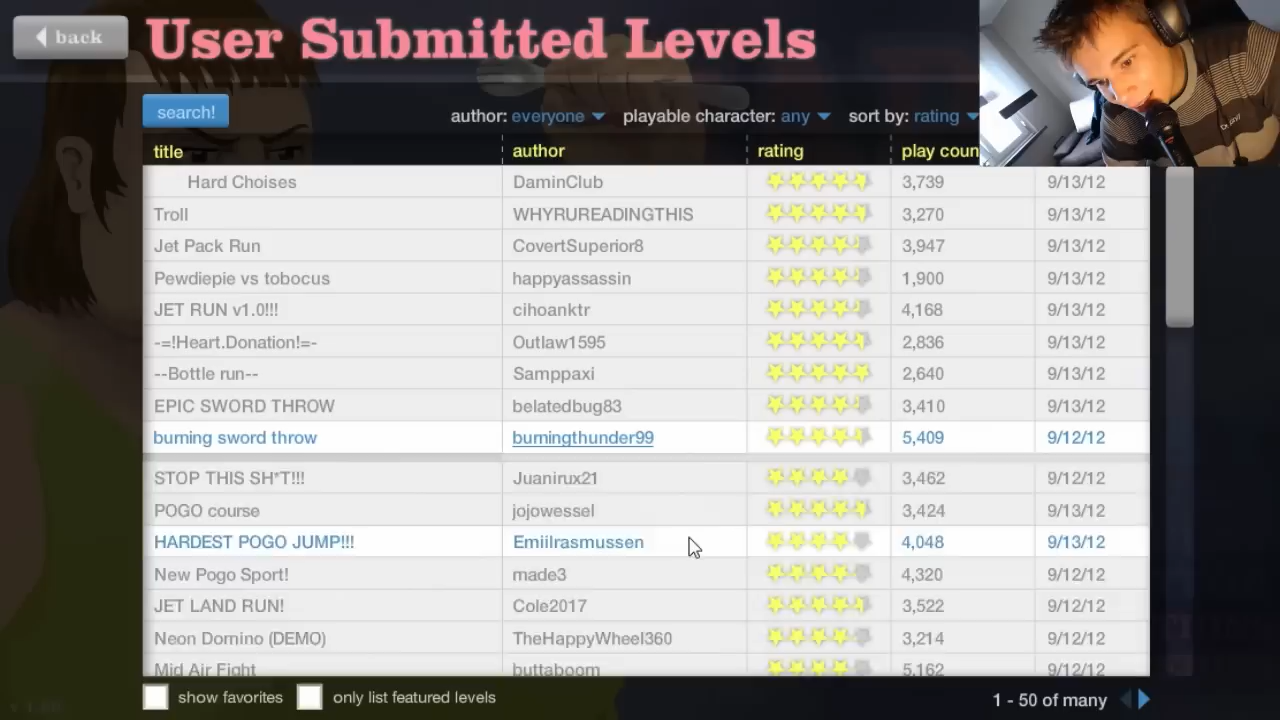 back
User Submitted Levels
search!
author: everyone playable character: any sort by: rating
title author rating play coun
Hard Choises DaminClub 3,739 9/13/12
Troll WHYRUREADINGTHIS 3,270 9/13/12
Jet Pack Run CovertSuperior8 3,947 9/13/12
Pewdiepie vs tobocus happyassassin 1,900 9/13/12
JET RUN v1.0!!! cihoanktr 4,168 9/13/12
-=!Heart.Donation!=- Outlaw1595 2,836 9/13/12
--Bottle run-- Samppaxi 2,640 9/13/12
EPIC SWORD THROW belatedbug83 3,410 9/13/12
burning sword throw burningthunder99 5,409 9/12/12
STOP THIS SH*T!!! Juanirux21 3,462 9/12/12
POGO course jojowessel 3,424 9/13/12
HARDEST POGO JUMP!!! Emiilrasmussen 4,048 9/13/12
New Pogo Sport! made3 4,320 9/12/12
JET LAND RUN! Cole2017 3,522 9/12/12
Neon Domino (DEMO) TheHappyWheel360 3,214 9/12/12
Mid Air Fight buttaboom 5,162 9/12/12
show favorites only list featured levels 1 - 50 of many